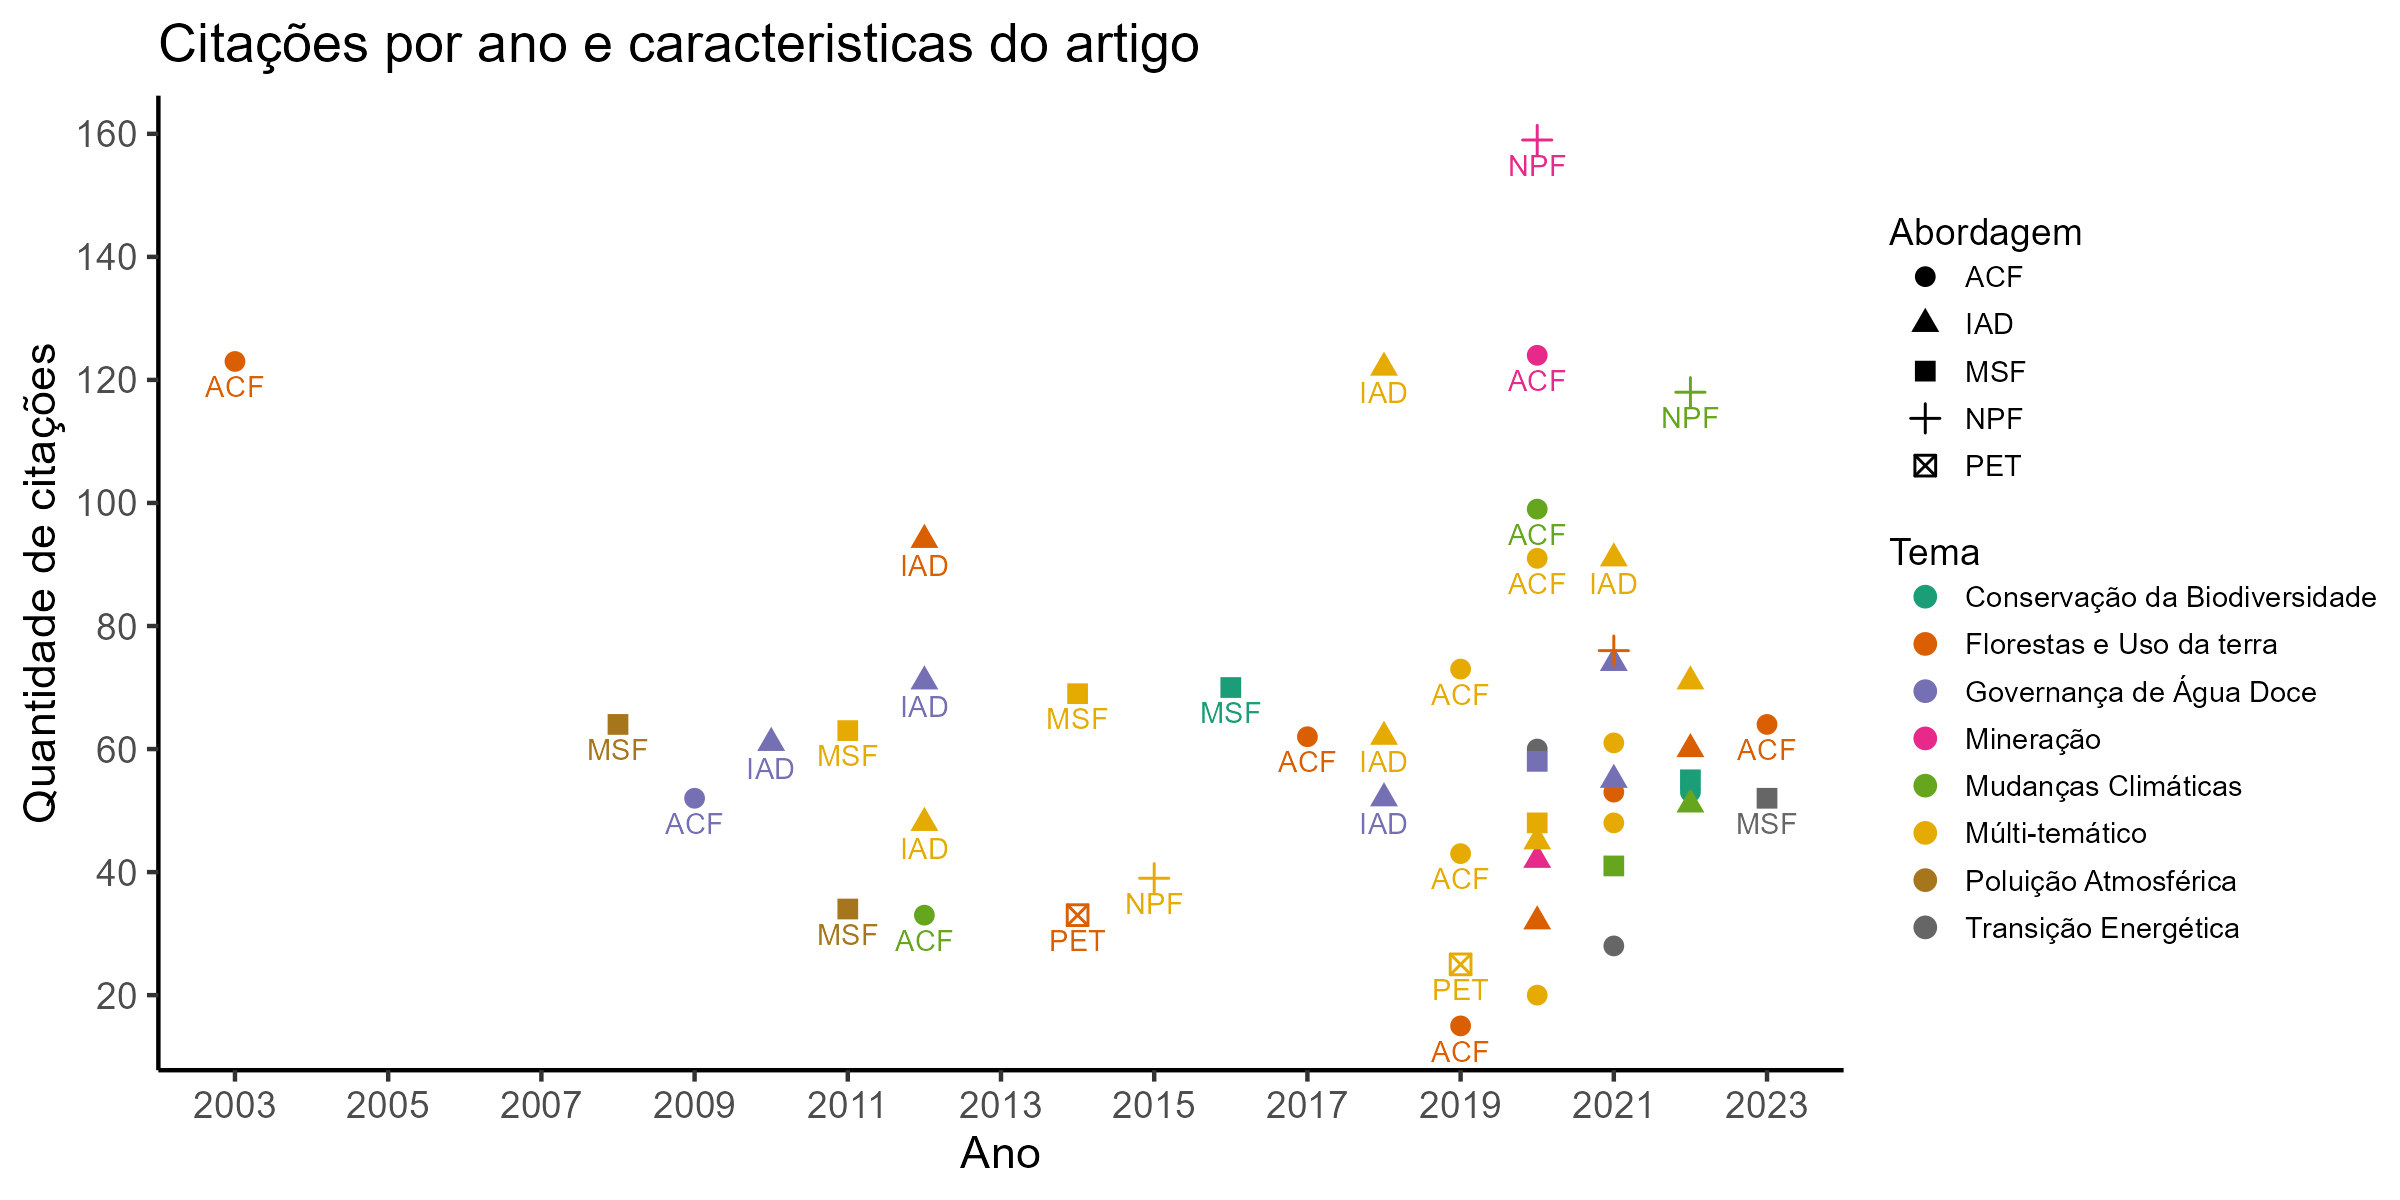 Citações por ano e caracteristicas do artigo
Quantidade de citações
160
140
120
100
80
60
40
20
NPF
ACF
IAD
ACF
NPF
ACF
IAD
ACF
IAD
IAD
ACF
MSF
MSF
MSF
IAD
MSF
ACF
IAD
ACF
ACF
IAD
MSF
IAD
ACF
NPF
MSF
ACF
PET
PET
ACF
2003 2005 2007 2009 2011 2013 2015 2017 2019 2021 2023
Ano
Abordagem
ACF
IAD
MSF
NPF
PET
Tema
Conservação da Biodiversidade
Florestas e Uso da terra
Governança de Água Doce
Mineração
Mudanças Climáticas
Múlti-temático
Poluição Atmosférica
Transição Energética